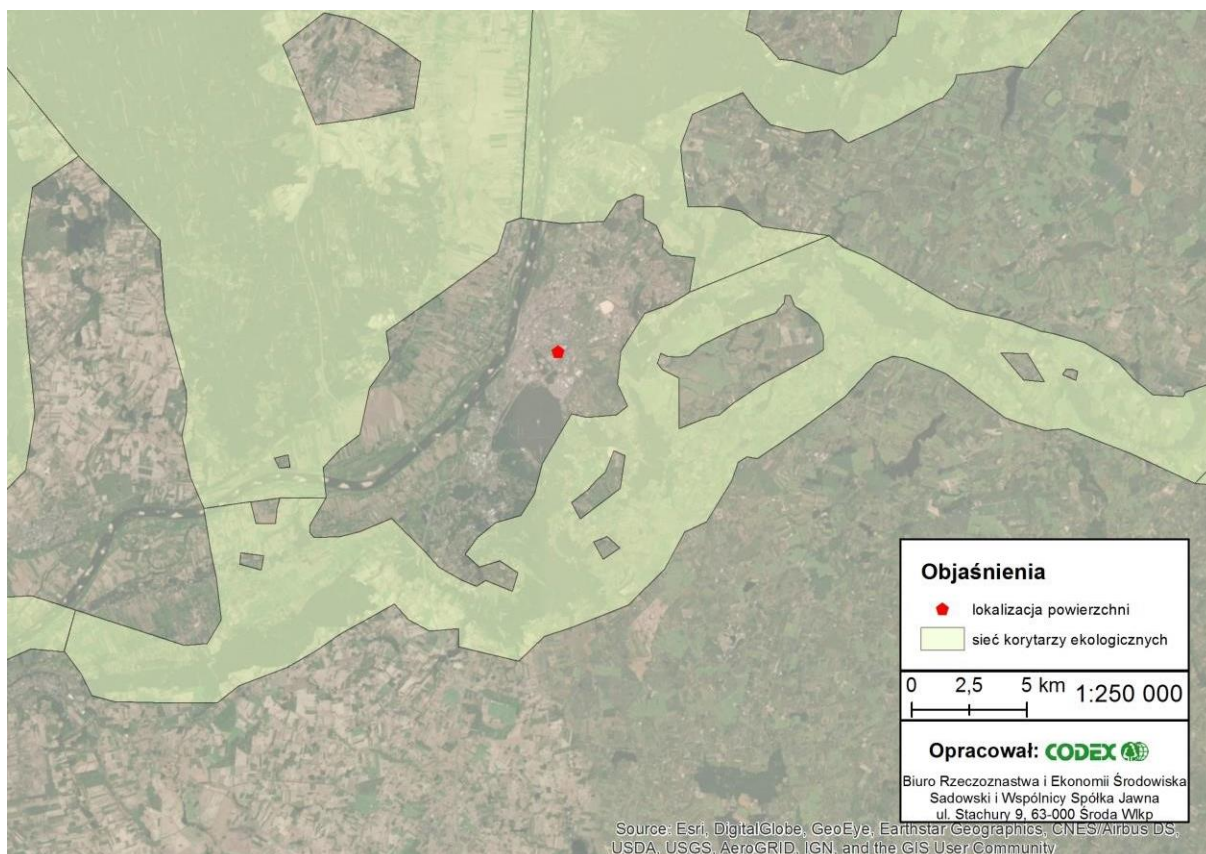 Objaśnienia
lokalizacja powierzchni
sieć korytarzy ekologicznych
0 2,5 5 km 1:250 000
Opracował: CODEX
Biuro Rzeczoznastwa i Ekonomii Środowiska
Sadowski i Wspólnicy Spółka Jawna
ul. Stachury 9, 63-000 Środa Wlkp
Source: Esri, DigitalGlobe, GeoEye, Earthstar Geographics, CNES/Airbus DS,
USDA, USGS, AeroGRID, IGN, and the GIS User Community